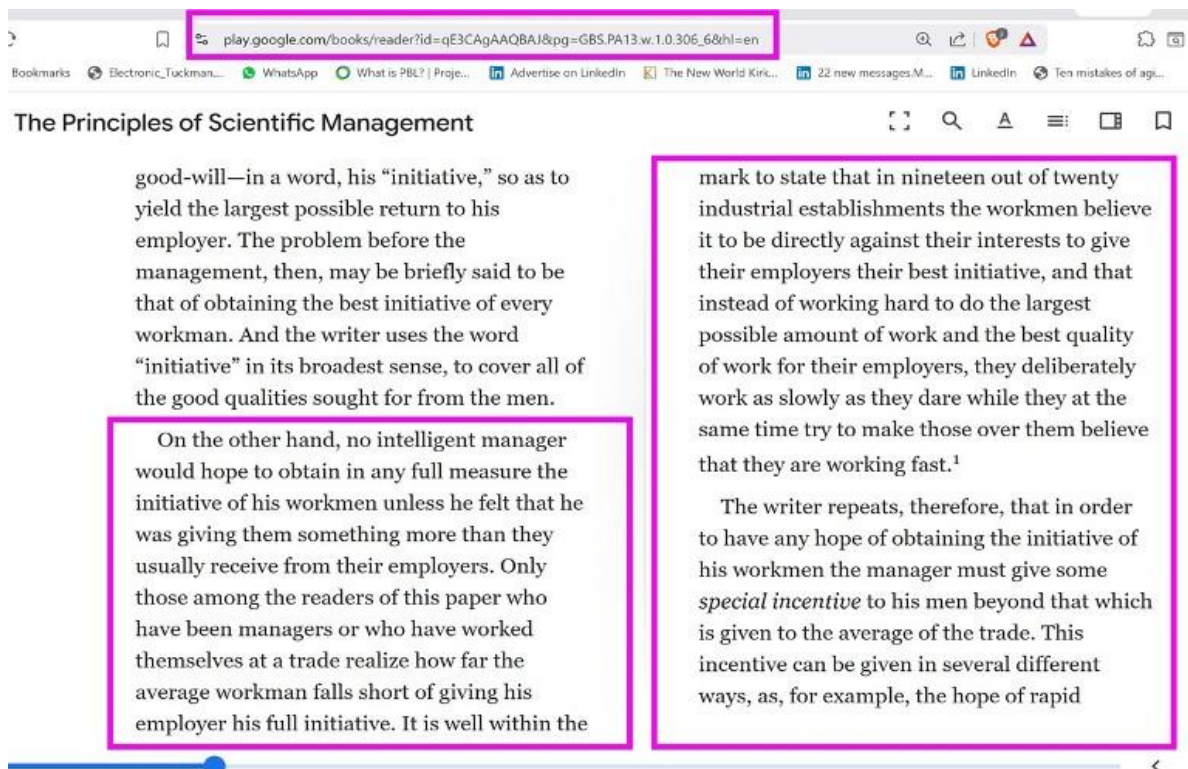 play.google.com/books/reader?id=qE3CAgAAQBAJ&pg=GBS.PA13.w.1.0.306_6&hl=en
Bookmarks Electronic_Tuckman,... WhatsApp What is PBL? | Proje... Advertise on LinkedIn The New World Kirk... 22 new messages.M... LinkedIn Ten mistakes of agi...
The Principles of Scientific Management
good-will—in a word, his “initiative,” so as to
yield the largest possible return to his
employer. The problem before the
management, then, may be briefly said to be
that of obtaining the best initiative of every
workman. And the writer uses the word
“initiative” in its broadest sense, to cover all of
the good qualities sought for from the men.
On the other hand, no intelligent manager
would hope to obtain in any full measure the
initiative of his workmen unless he felt that he
was giving them something more than they
usually receive from their employers. Only
those among the readers of this paper who
have been managers or who have worked
themselves at a trade realize how far the
average workman falls short of giving his
employer his full initiative. It is well within the
mark to state that in nineteen out of twenty
industrial establishments the workmen believe
it to be directly against their interests to give
their employers their best initiative, and that
instead of working hard to do the largest
possible amount of work and the best quality
of work for their employers, they deliberately
work as slowly as they dare while they at the
same time try to make those over them believe
that they are working fast.¹
The writer repeats, therefore, that in order
to have any hope of obtaining the initiative of
his workmen the manager must give some
special incentive to his men beyond that which
is given to the average of the trade. This
incentive can be given in several different
ways, as, for example, the hope of rapid